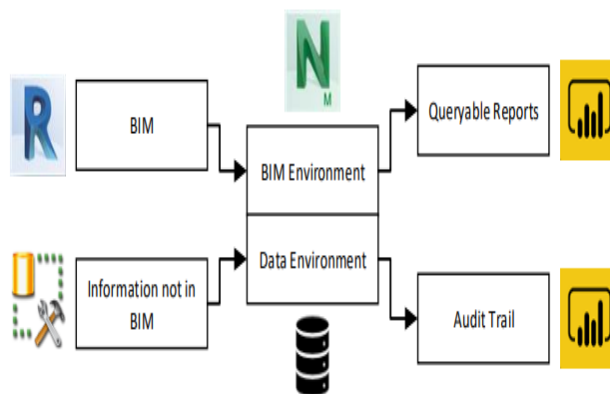 R
BIM
N
M
BIM Environment
Queryable Reports
Information not in
BIM
Data Environment
Audit Trail